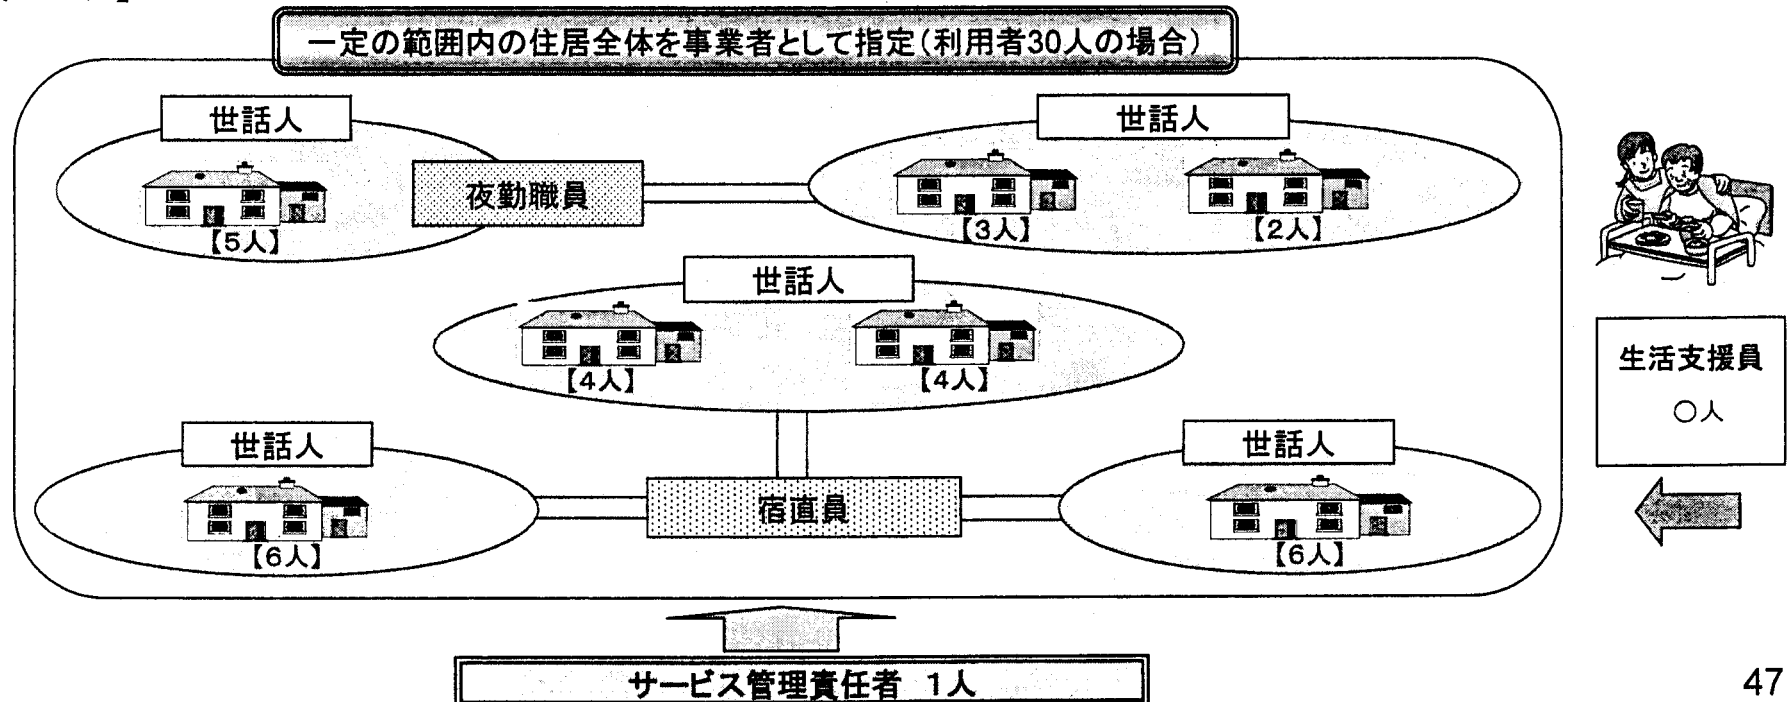 一定の範囲内の住居全体を事業者として指定(利用者30人の場合)
世話人
世話人
夜勤職員
【5人】
【3人】
【2人】
世話人
【4人】
【4人】
生活支援員
○人
世話人
世話人
宿直員
【6人】
【6人】
サービス管理責任者 1人
47